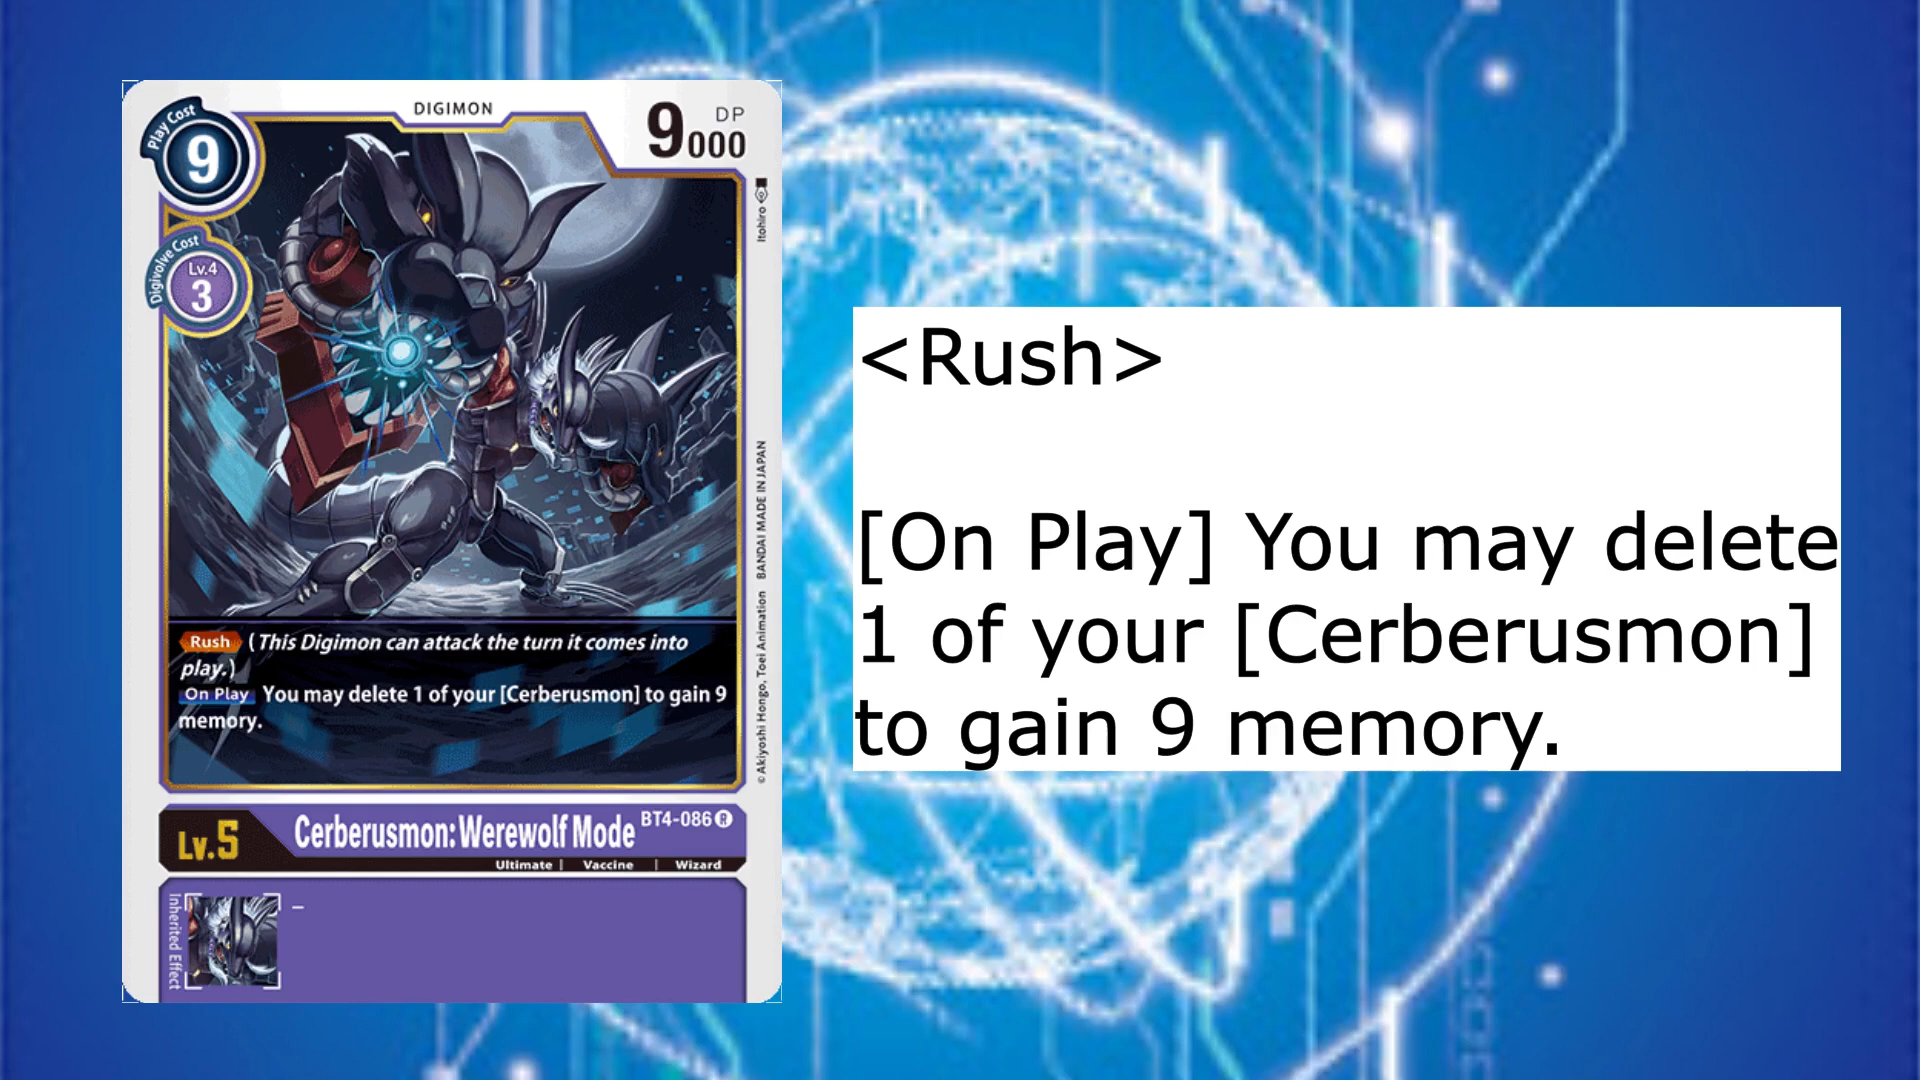 DIGIMON
Play Cost
9
9000
DP
Digivolve Cost
Lv.4
3
Itohiro
© Akiyoshi Hongo, Toei Animation BANDAI MADE IN JAPAN
Rush (This Digimon can attack the turn it comes into
play.)
On Play You may delete 1 of your [Cerberusmon] to gain 9
memory.
Lv.5
Cerberusmon: Werewolf Mode
BT4-086 R
Ultimate | Vaccine | Wizard
Inherited Effect
–
<Rush>
[On Play] You may delete
1 of your [Cerberusmon]
to gain 9 memory.